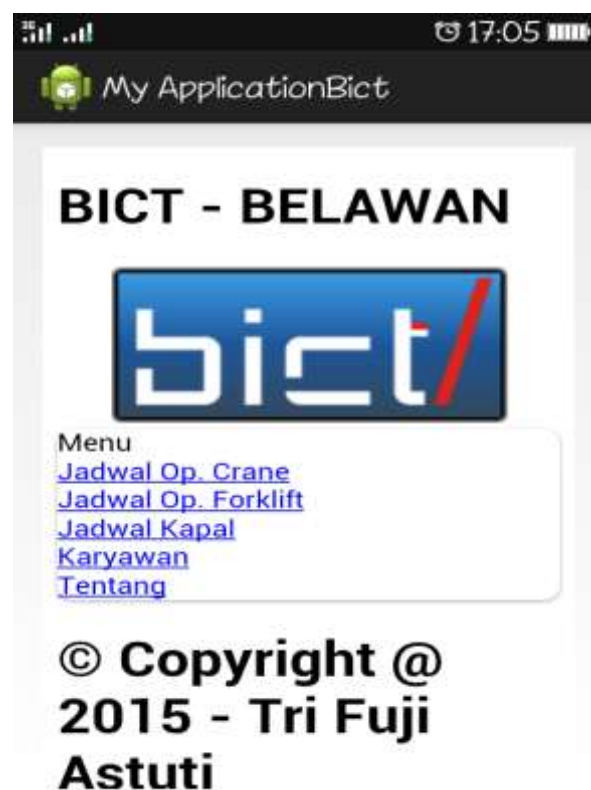 3G
17:05
My ApplicationBict
BICT - BELAWAN
bict/
Menu
Jadwal Op. Crane
Jadwal Op. Forklift
Jadwal Kapal
Karyawan
Tentang
© Copyright @
2015 - Tri Fuji
Astuti